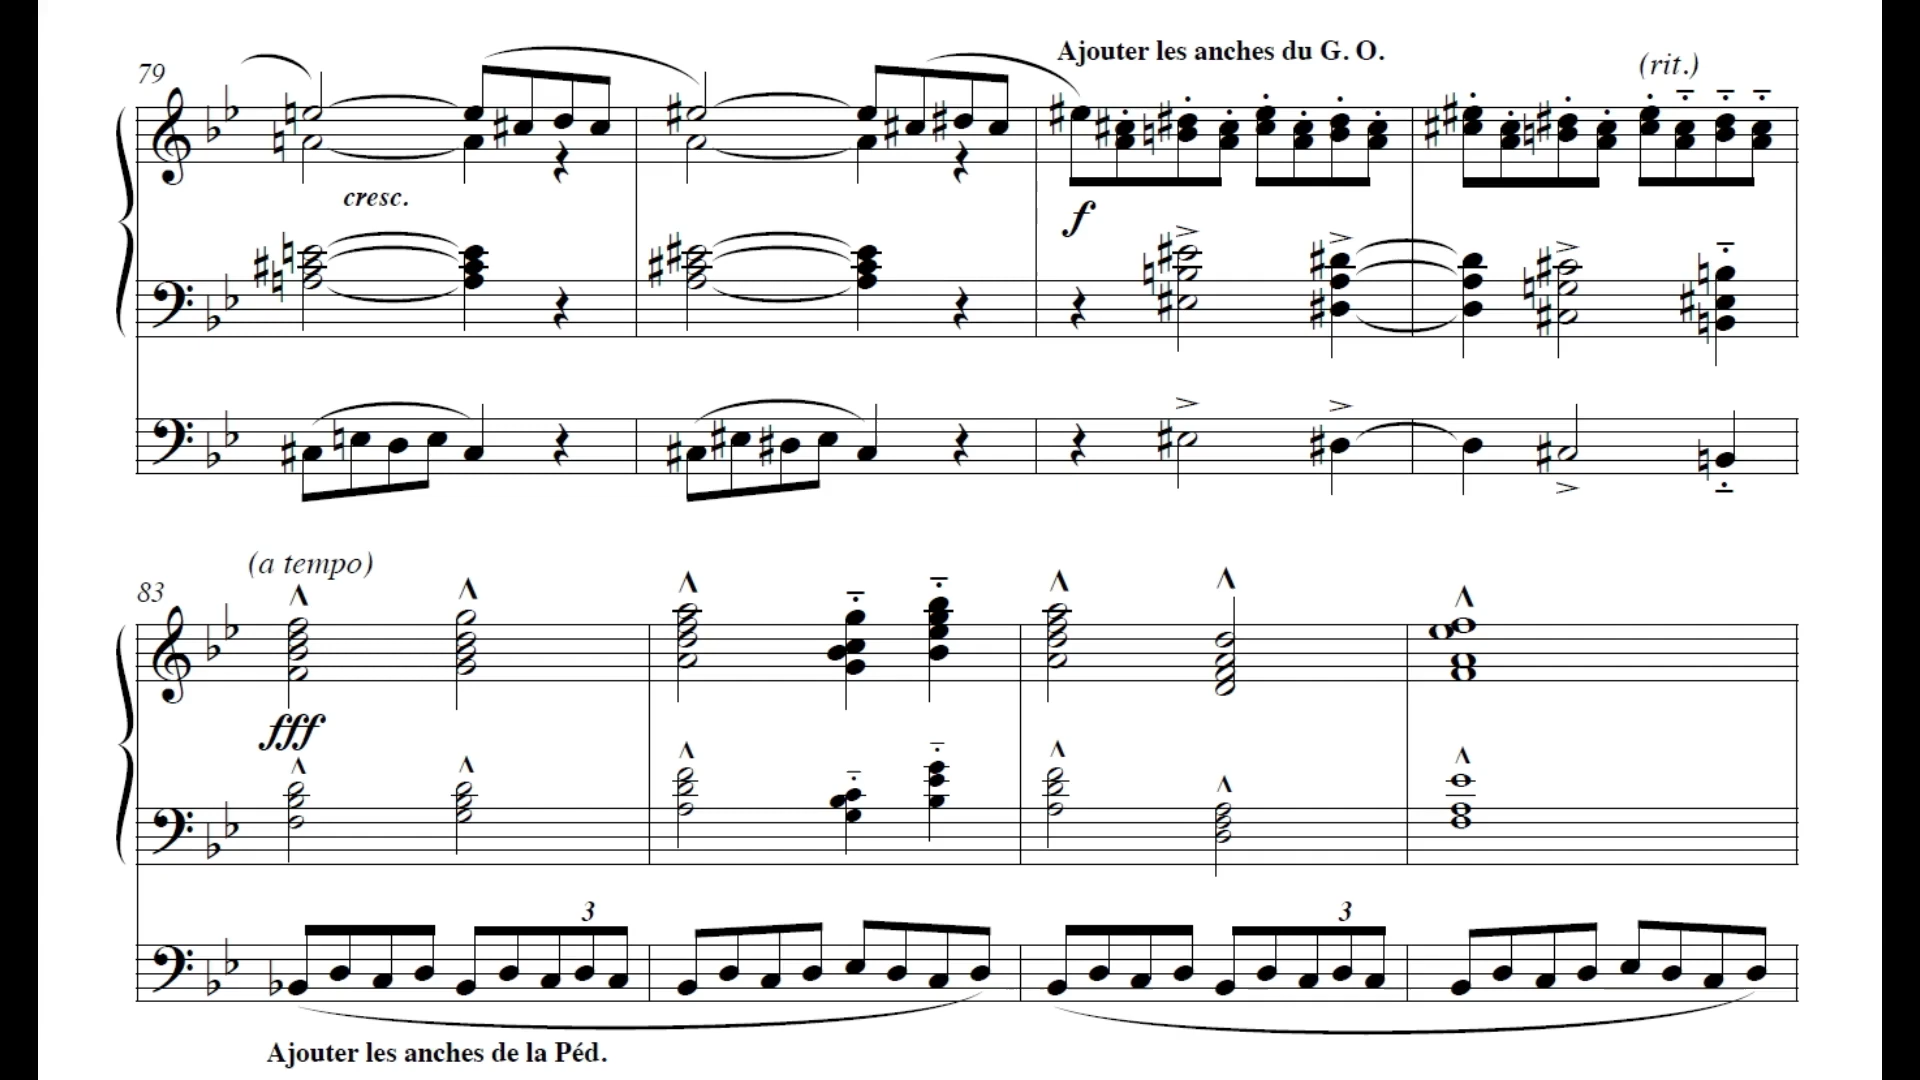 Ajouter les anches du G. O.
79
(rit.)
cresc.
f
(a tempo)
83
fff
3
3
Ajouter les anches de la Péd.